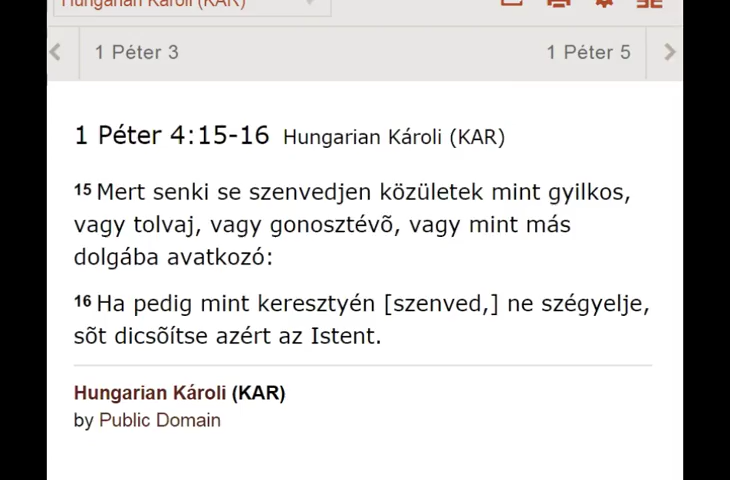 Hungarian Károli (KAR)
1 Péter 3
1 Péter 5
1 Péter 4:15-16 Hungarian Károli (KAR)
15 Mert senki se szenvedjen közületek mint gyilkos,
vagy tolvaj, vagy gonosztévõ, vagy mint más
dolgába avatkozó:
16 Ha pedig mint keresztyén [szenved,] ne szégyelje,
sõt dicsõítse azért az Istent.
Hungarian Károli (KAR)
by Public Domain